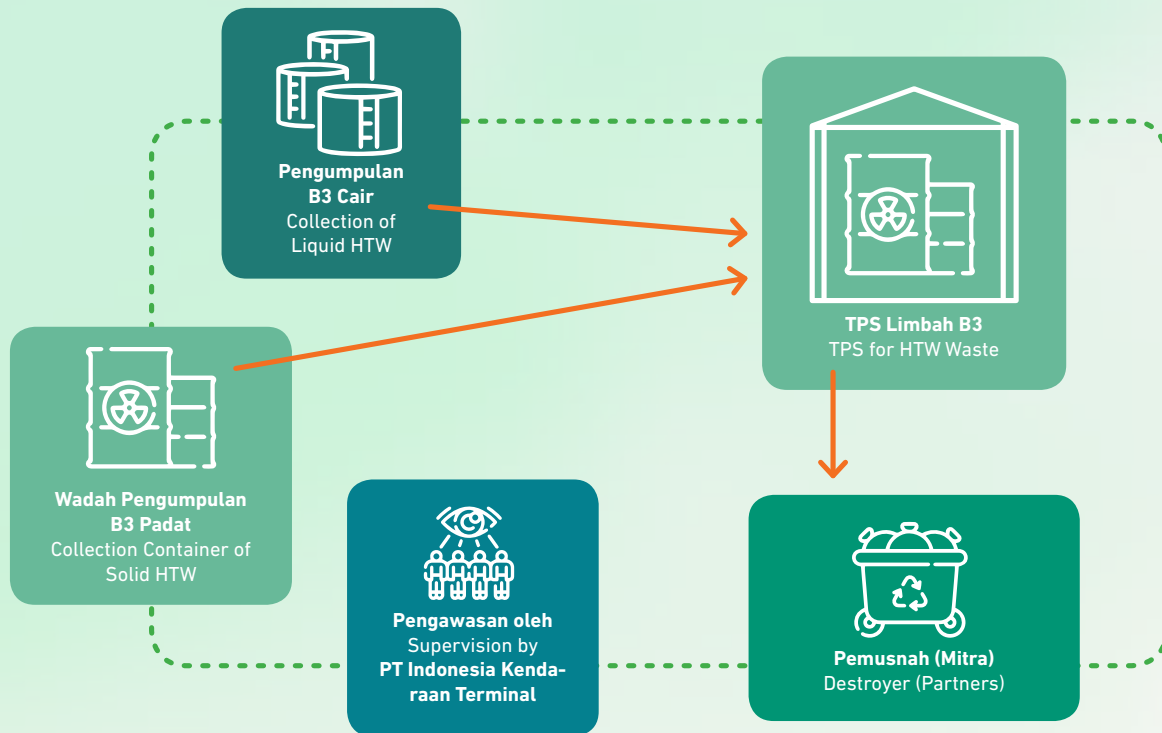 Pengumpulan
B3 Cair
Collection of
Liquid HTW
TPS Limbah B3
TPS for HTW Waste
Wadah Pengumpulan
B3 Padat
Collection Container of
Solid HTW
Pengawasan oleh
Supervision by
PT Indonesia Kenda-
raan Terminal
Pemusnah (Mitra)
Destroyer (Partners)